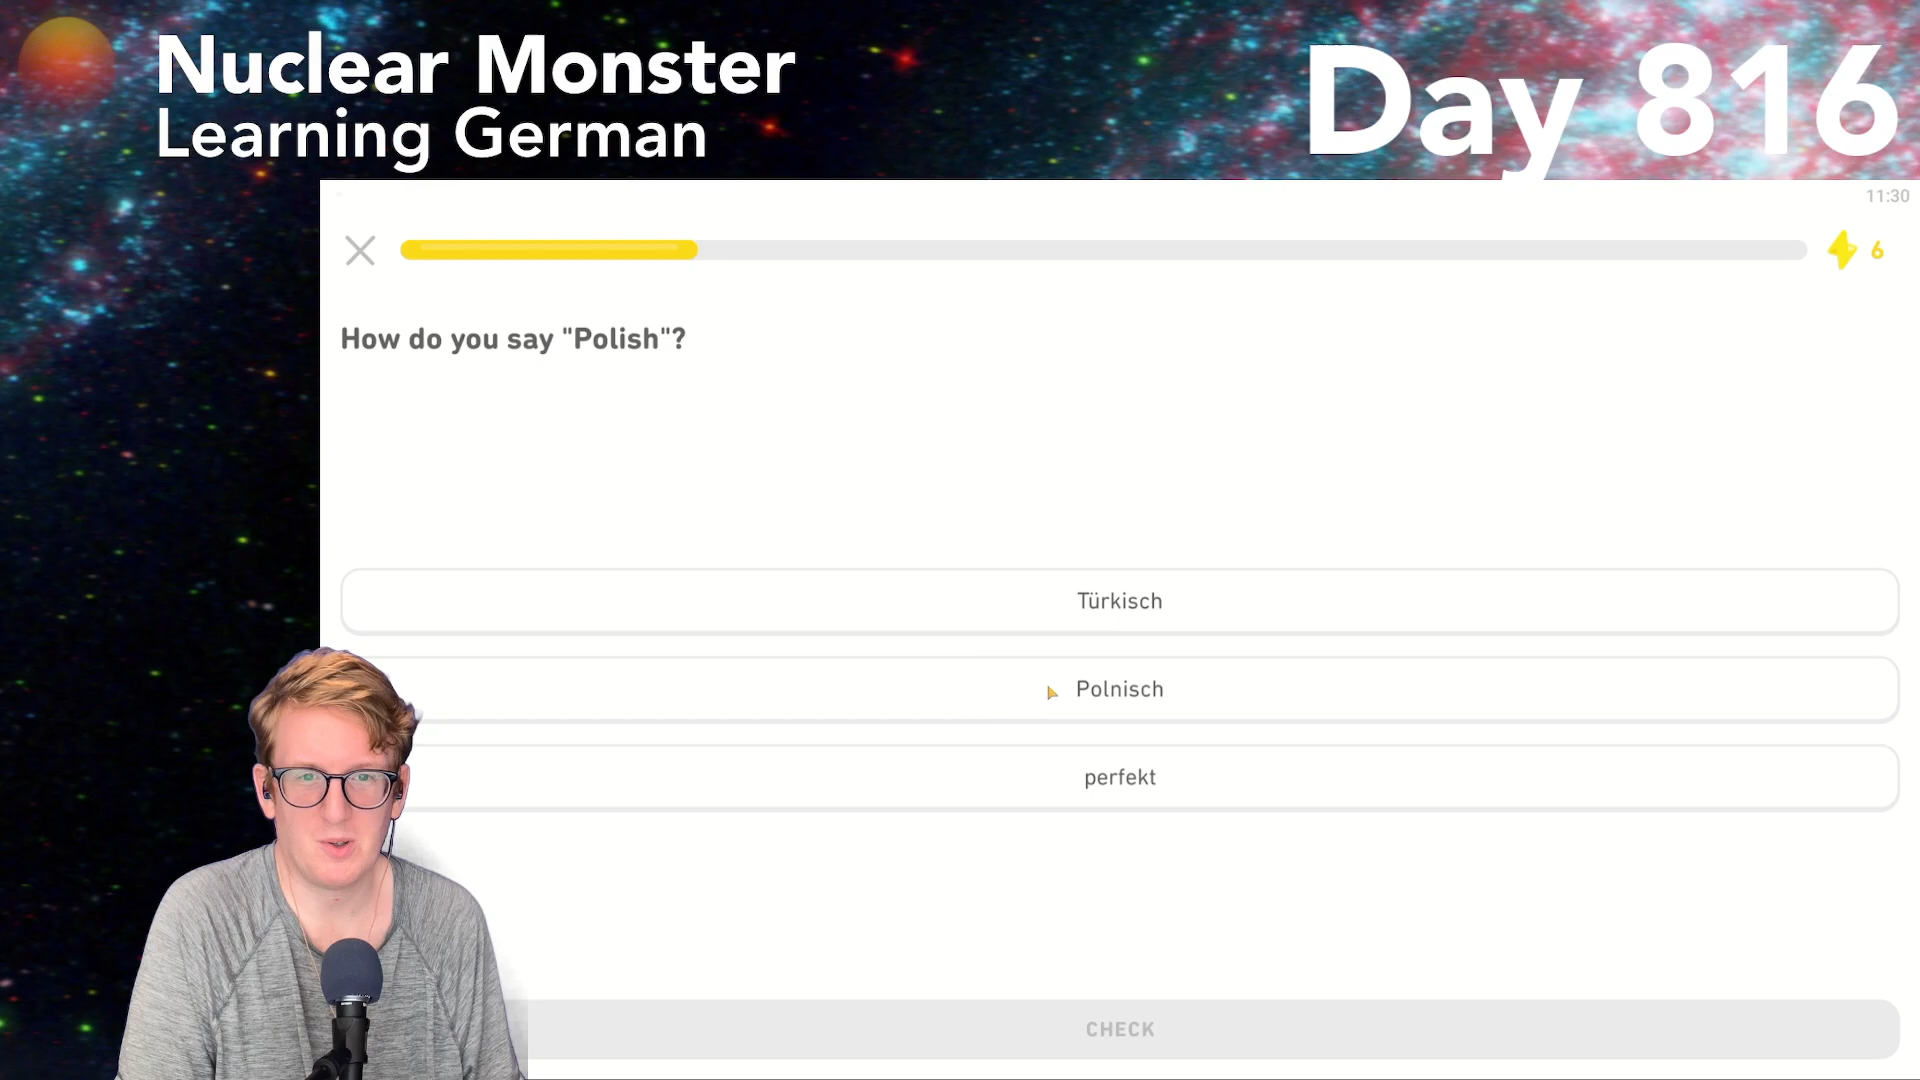 Nuclear Monster
Learning German
Day 816
11:30
6
How do you say "Polish"?
Türkisch
Polnisch
perfekt
CHECK